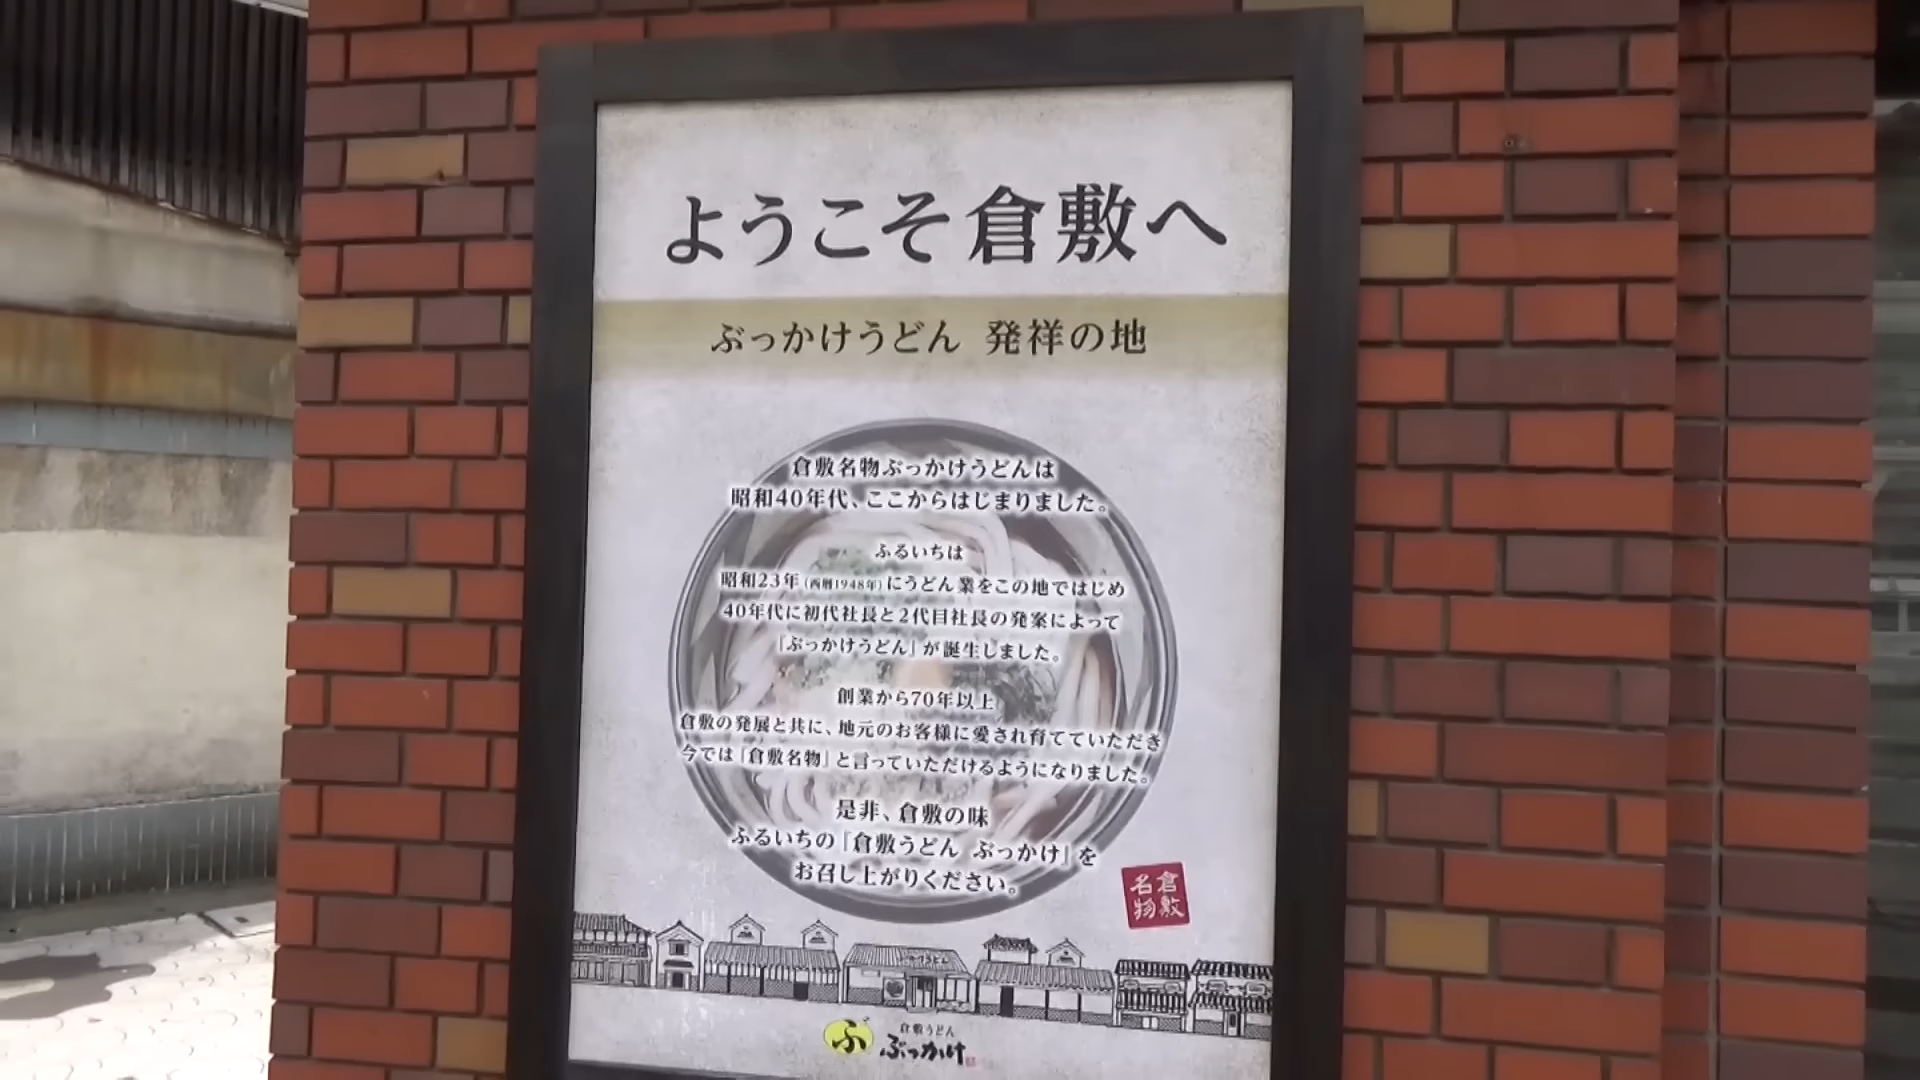 ようこそ倉敷へ
ぶっかけうどん 発祥の地
倉敷名物ぶっかけうどんは
昭和40年代、ここからはじまりました。
ふるいちは
昭和23年(西暦1948年)にうどん業をこの地ではじめ
40年代に初代社長と2代目社長の発案によって
「ぶっかけうどん」が誕生しました。
創業から70年以上
倉敷の発展と共に、地元のお客様に愛され育てていただき
今では「倉敷名物」と言っていただけるようになりました。
是非、倉敷の味
ふるいちの「倉敷うどん ぶっかけ」を
お召し上がりください。
倉敷
名物
ぶ
倉敷うどん
ぶっかけ